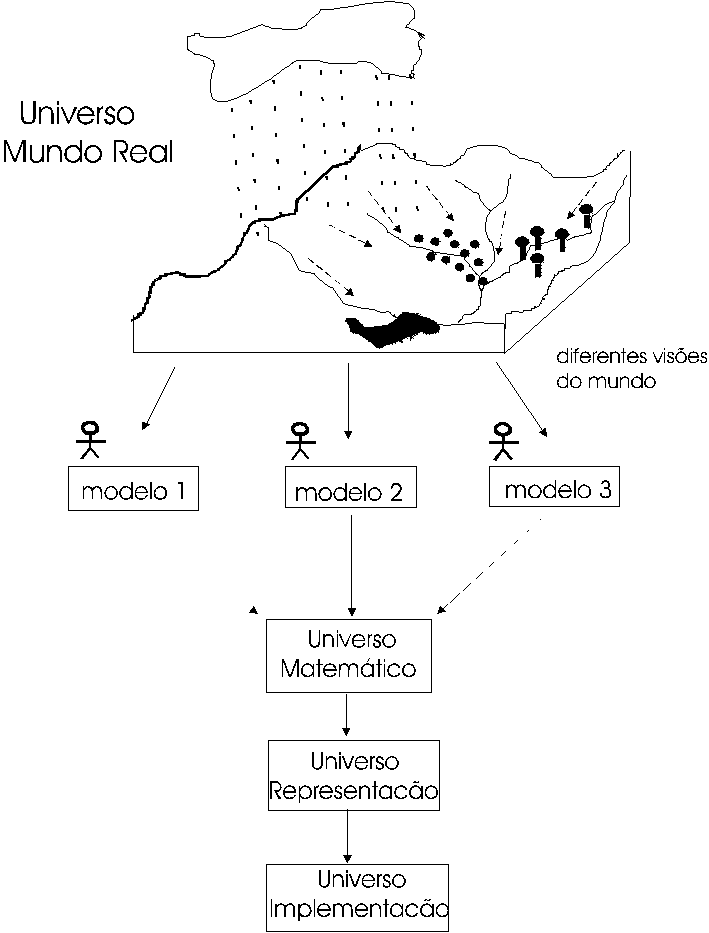 Universo
Mundo Real
diferentes visões
do mundo
modelo 1
modelo 2
modelo 3
Universo
Matemático
Universo
Representacão
Universo
Implementacão